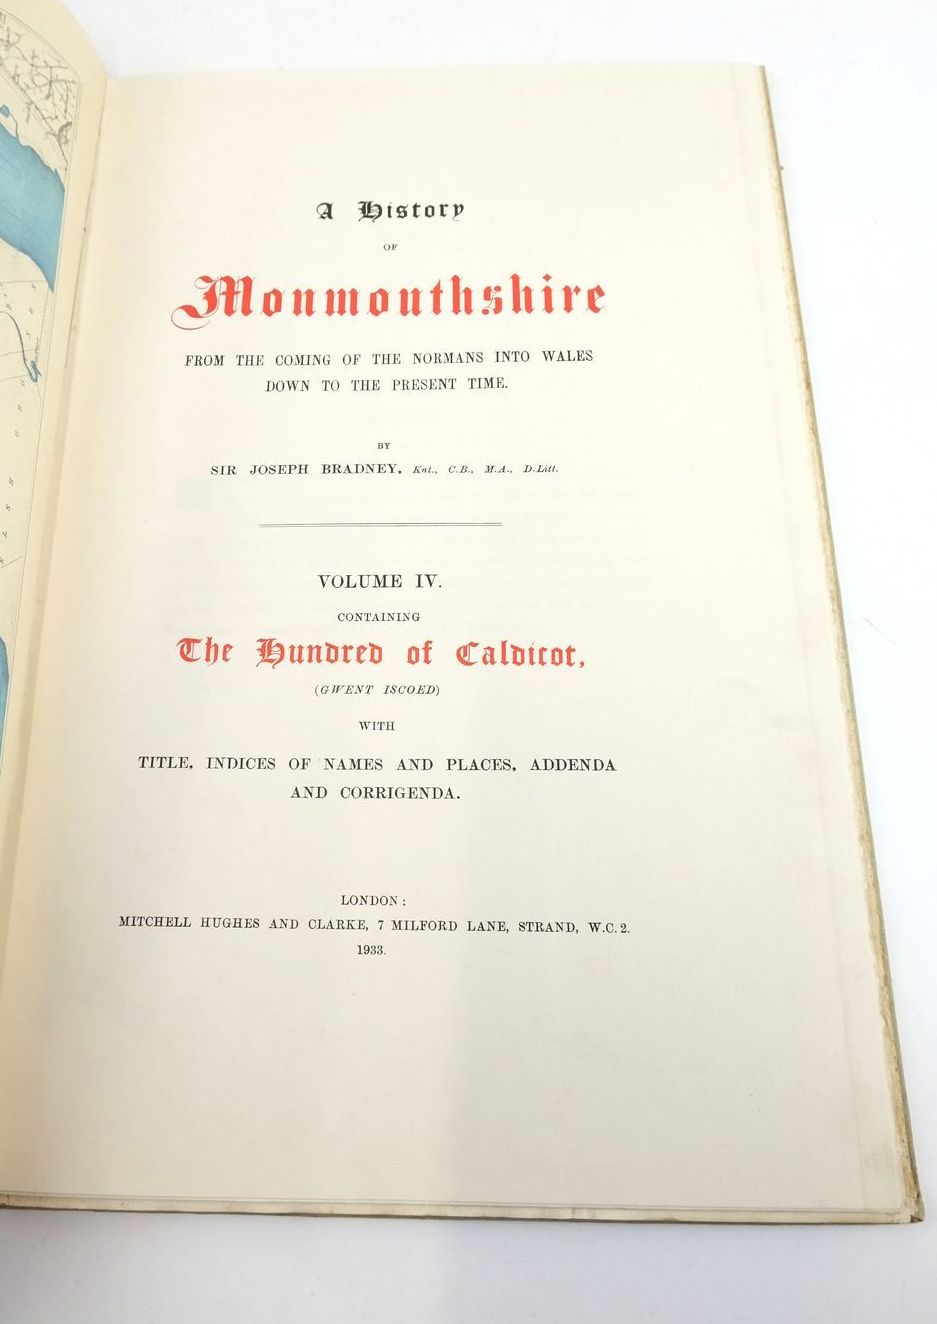 A History
OF
Monmouthshire
FROM THE COMING OF THE NORMANS INTO WALES
DOWN TO THE PRESENT TIME.
BY
SIR JOSEPH BRADNEY, Knt., C.B., M.A., D.Litt.
VOLUME IV.
CONTAINING
The Hundred of Caldicot,
(GWENT ISCOED)
WITH
TITLE, INDICES OF NAMES AND PLACES, ADDENDA
AND CORRIGENDA.
LONDON:
MITCHELL HUGHES AND CLARKE, 7 MILFORD LANE, STRAND, W.C.2.
1933.